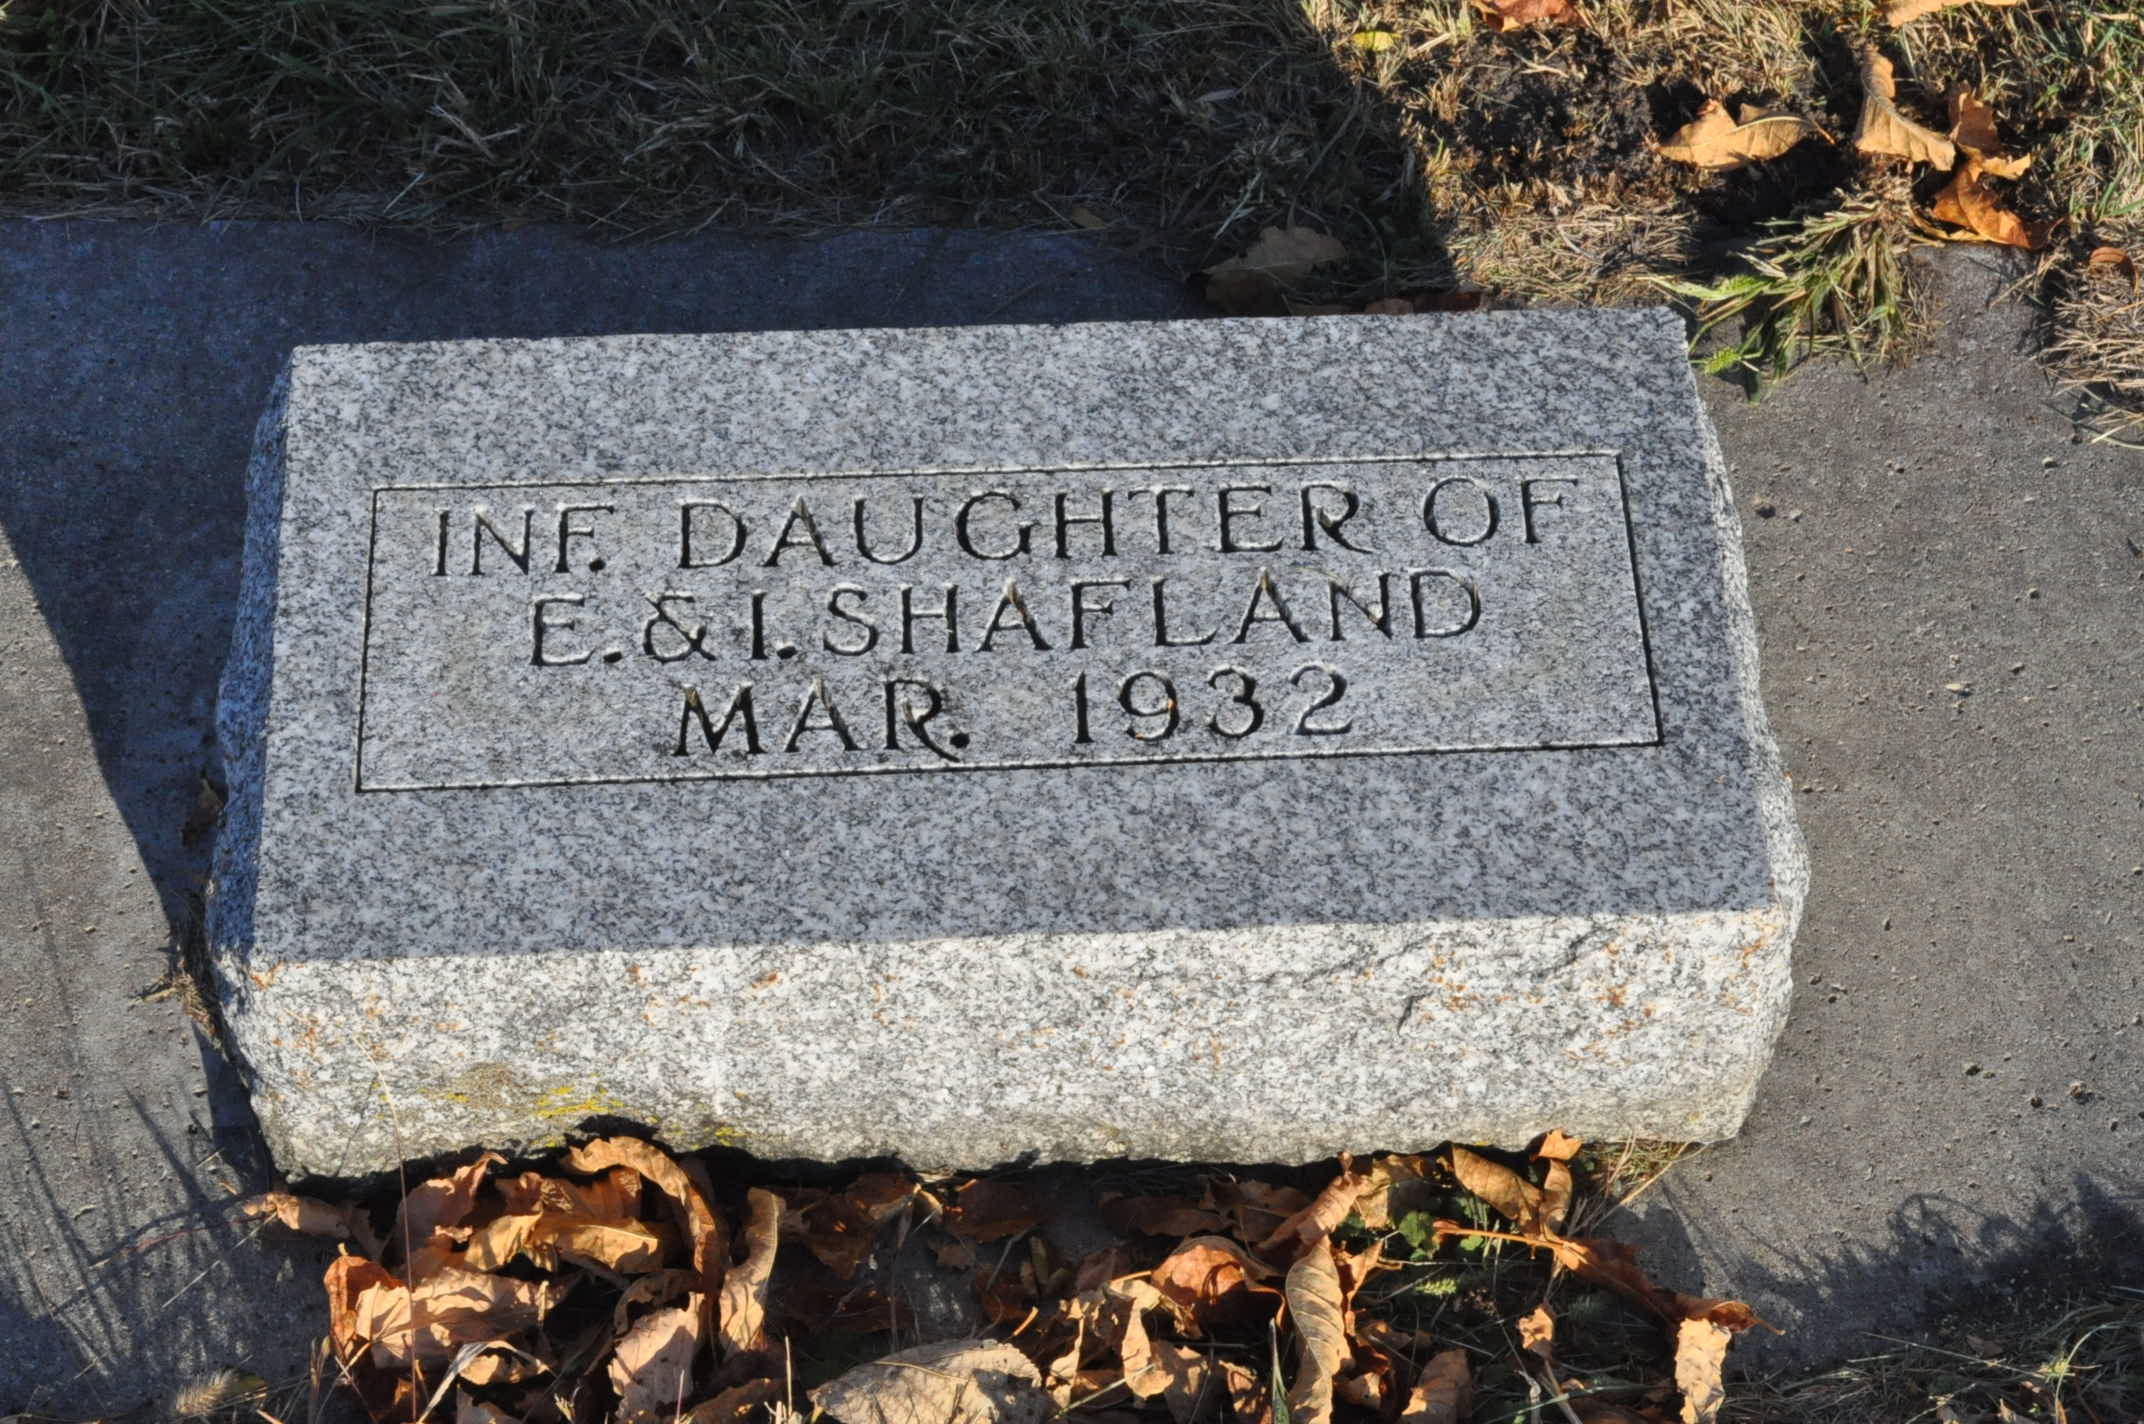 INF. DAUGHTER OF
E. & I. SHAFLAND
MAR. 1932